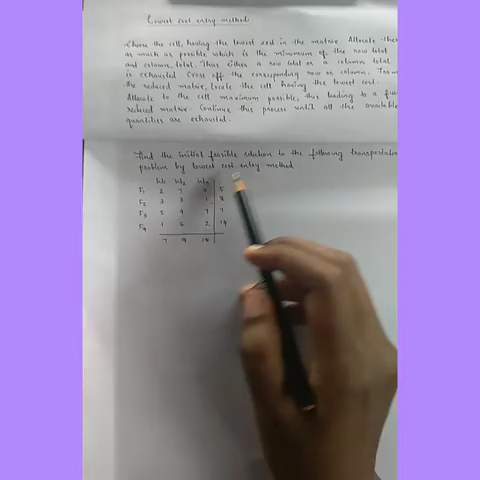 Lowest cost entry method
Choose the cell, having the lowest cost in the matrix. Allocate then
as much as possible which is the minimum of the row total
and column, total. Thus either a row total or a column total
is exhausted. Cross off the corresponding row or column. From
the reduced matrix, locate the cell having the lowest cost.
Allocate to the cell maximum possible, thus leading to a
reduced matrix. Continue this process until all the available
quantities are exhausted.
Find the initial feasible solution to the following
problem by lowest cost entry method.
W1 W2 W3
F1 2 7 5
F2 3 3 1 8
F3 5 4 7 7
F4 1 6 2 14
7 9 18